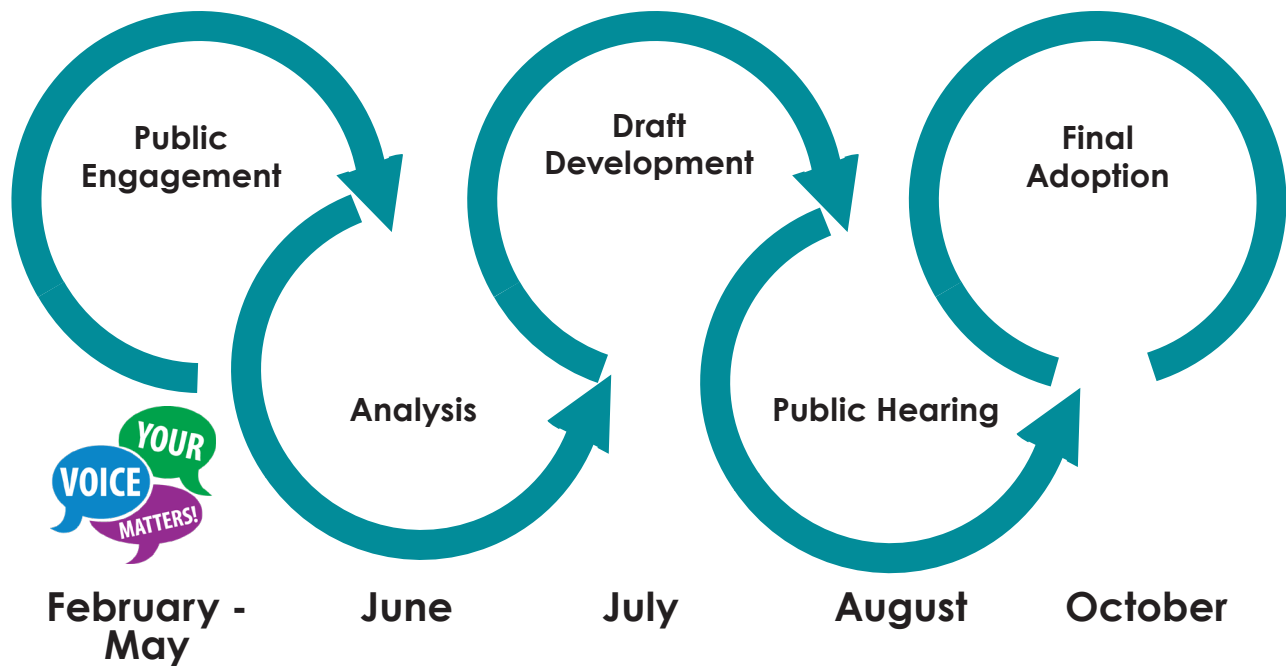 Public
Engagement
Draft
Development
Final
Adoption
Analysis
Public Hearing
YOUR
VOICE
MATTERS!
February -
May
June
July
August
October